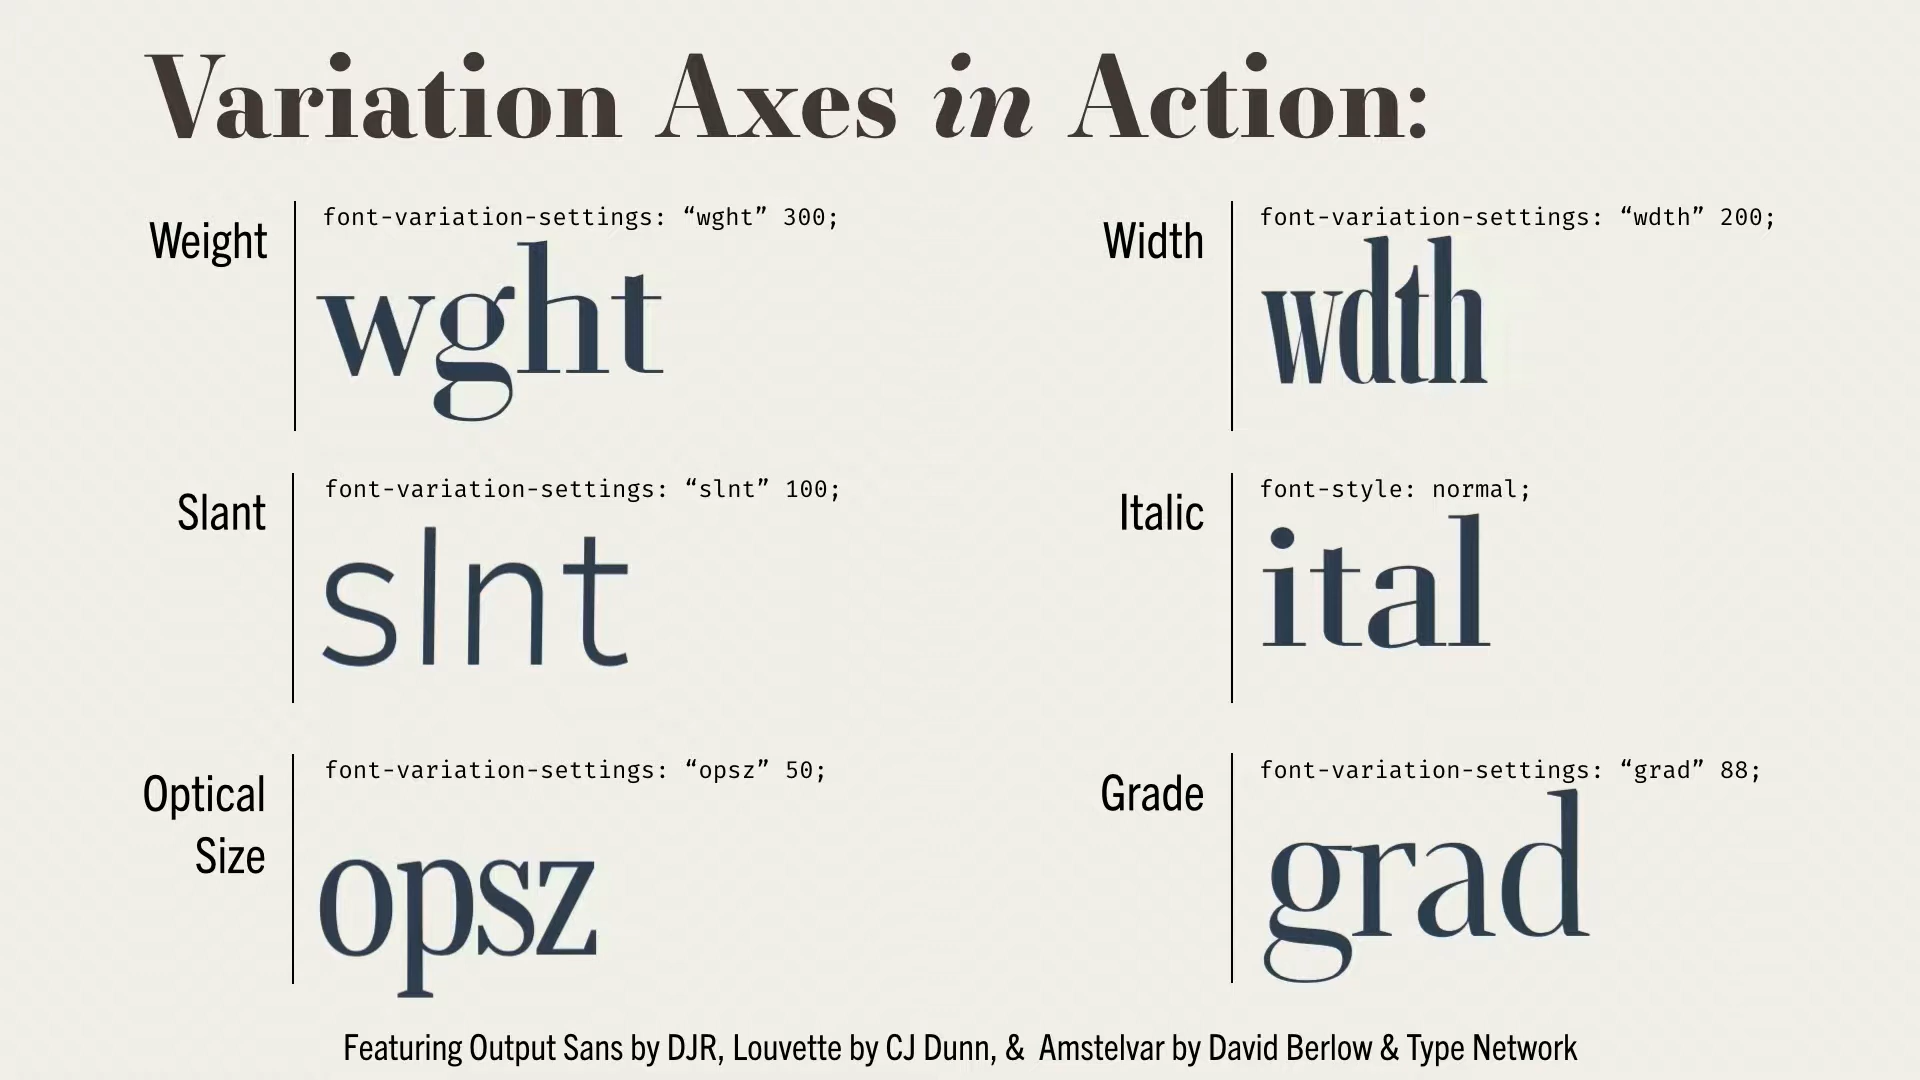 Variation Axes in Action:
Weight
font-variation-settings: “wght” 300;
wght
Width
font-variation-settings: “wdth” 200;
wdth
Slant
font-variation-settings: “slnt” 100;
slnt
Italic
font-style: normal;
ital
Optical
Size
font-variation-settings: “opsz” 50;
opsz
Grade
font-variation-settings: “grad” 88;
grad
Featuring Output Sans by DJR, Louvette by CJ Dunn, & Amstelvar by David Berlow & Type Network